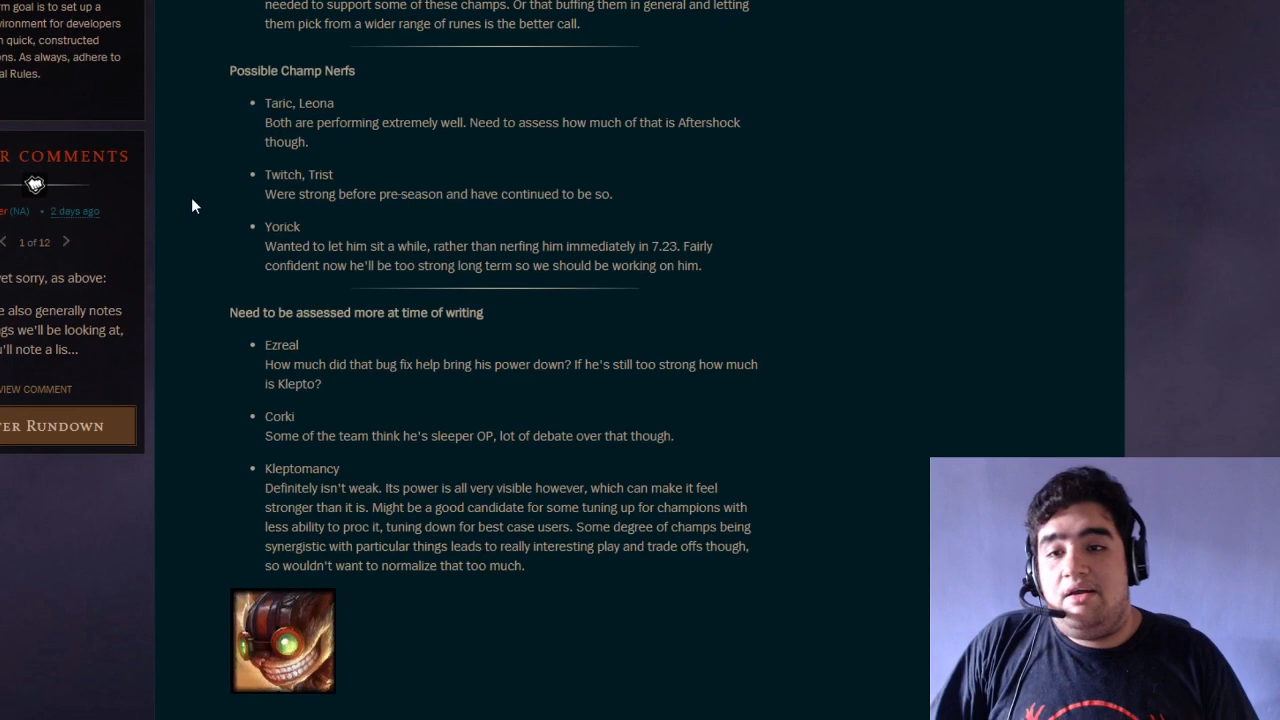 rm goal is to set up a
vironment for developers
n quick, constructed
ns. As always, adhere to
al Rules.
R COMMENTS
er (NA) • 2 days ago
1 of 12
yet sorry, as above:
e also generally notes
ngs we'll be looking at,
u'll note a lis...
VIEW COMMENT
TER RUNDOWN
needed to support some of these champs. Or that buffing them in general and letting
them pick from a wider range of runes is the better call.
Possible Champ Nerfs
• Taric, Leona
Both are performing extremely well. Need to assess how much of that is Aftershock
though.
• Twitch, Trist
Were strong before pre-season and have continued to be so.
• Yorick
Wanted to let him sit a while, rather than nerfing him immediately in 7.23. Fairly
confident now he'll be too strong long term so we should be working on him.
Need to be assessed more at time of writing
• Ezreal
How much did that bug fix help bring his power down? If he's still too strong how much
is Klepto?
• Corki
Some of the team think he's sleeper OP, lot of debate over that though.
• Kleptomancy
Definitely isn't weak. Its power is all very visible however, which can make it feel
stronger than it is. Might be a good candidate for some tuning up for champions with
less ability to proc it, tuning down for best case users. Some degree of champs being
synergistic with particular things leads to really interesting play and trade offs though,
so wouldn't want to normalize that too much.